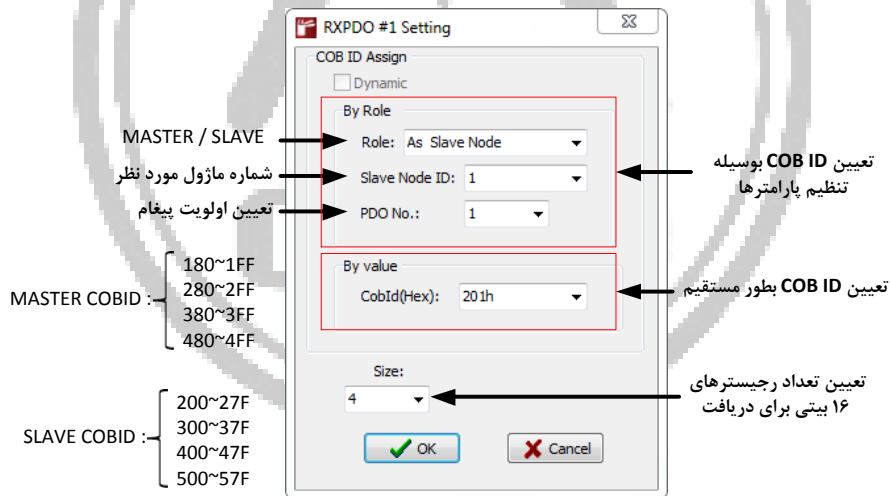 RXPDO #1 Setting
COB ID Assign
Dynamic
By Role
Role: As Slave Node
Slave Node ID: 1
PDO No.: 1
By value
CobId(Hex): 201h
Size:
4
OK
Cancel
MASTER / SLAVE
شماره ماژول مورد نظر
تعیین اولویت پیغام
MASTER COBID :
180~1FF
280~2FF
380~3FF
480~4FF
SLAVE COBID :
200~27F
300~37F
400~47F
500~57F
تعیین COB ID بوسیله
تنظیم پارامترها
تعیین COB ID بطور مستقیم
تعیین تعداد رجیسترهای
۱۶ بیتی برای دریافت